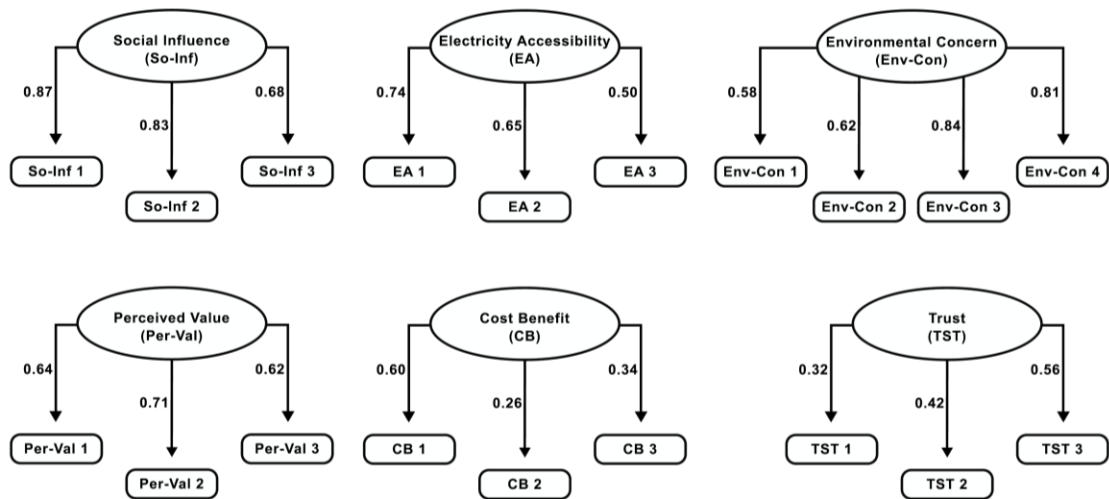 Social Influence
(So-Inf)
0.87
0.83
0.68
So-Inf 1
So-Inf 2
So-Inf 3
Electricity Accessibility
(EA)
0.74
0.65
0.50
EA 1
EA 2
EA 3
Environmental Concern
(Env-Con)
0.58
0.62
0.84
0.81
Env-Con 1
Env-Con 2
Env-Con 3
Env-Con 4
Perceived Value
(Per-Val)
0.64
0.71
0.62
Per-Val 1
Per-Val 2
Per-Val 3
Cost Benefit
(CB)
0.60
0.26
0.34
CB 1
CB 2
CB 3
Trust
(TST)
0.32
0.42
0.56
TST 1
TST 2
TST 3